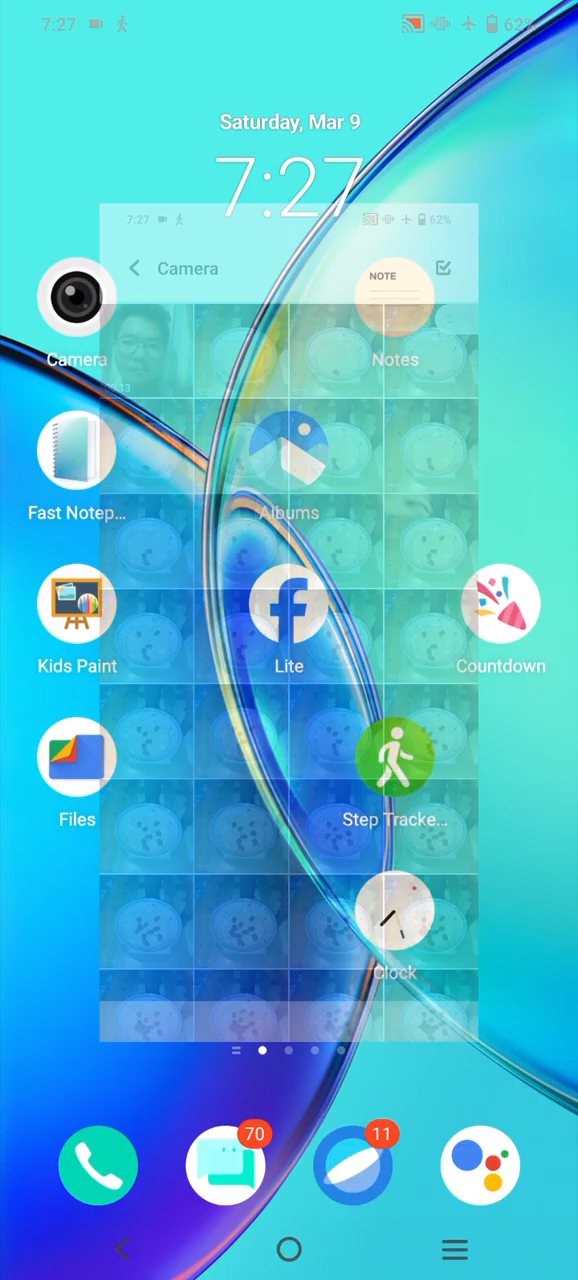 7:27
62%
Saturday, Mar 9
7:27
7:27
62%
Camera
NOTE
Camera
Notes
Fast Notep...
Albums
Kids Paint
Lite
Countdown
Files
Step Tracke...
Clock
70
11